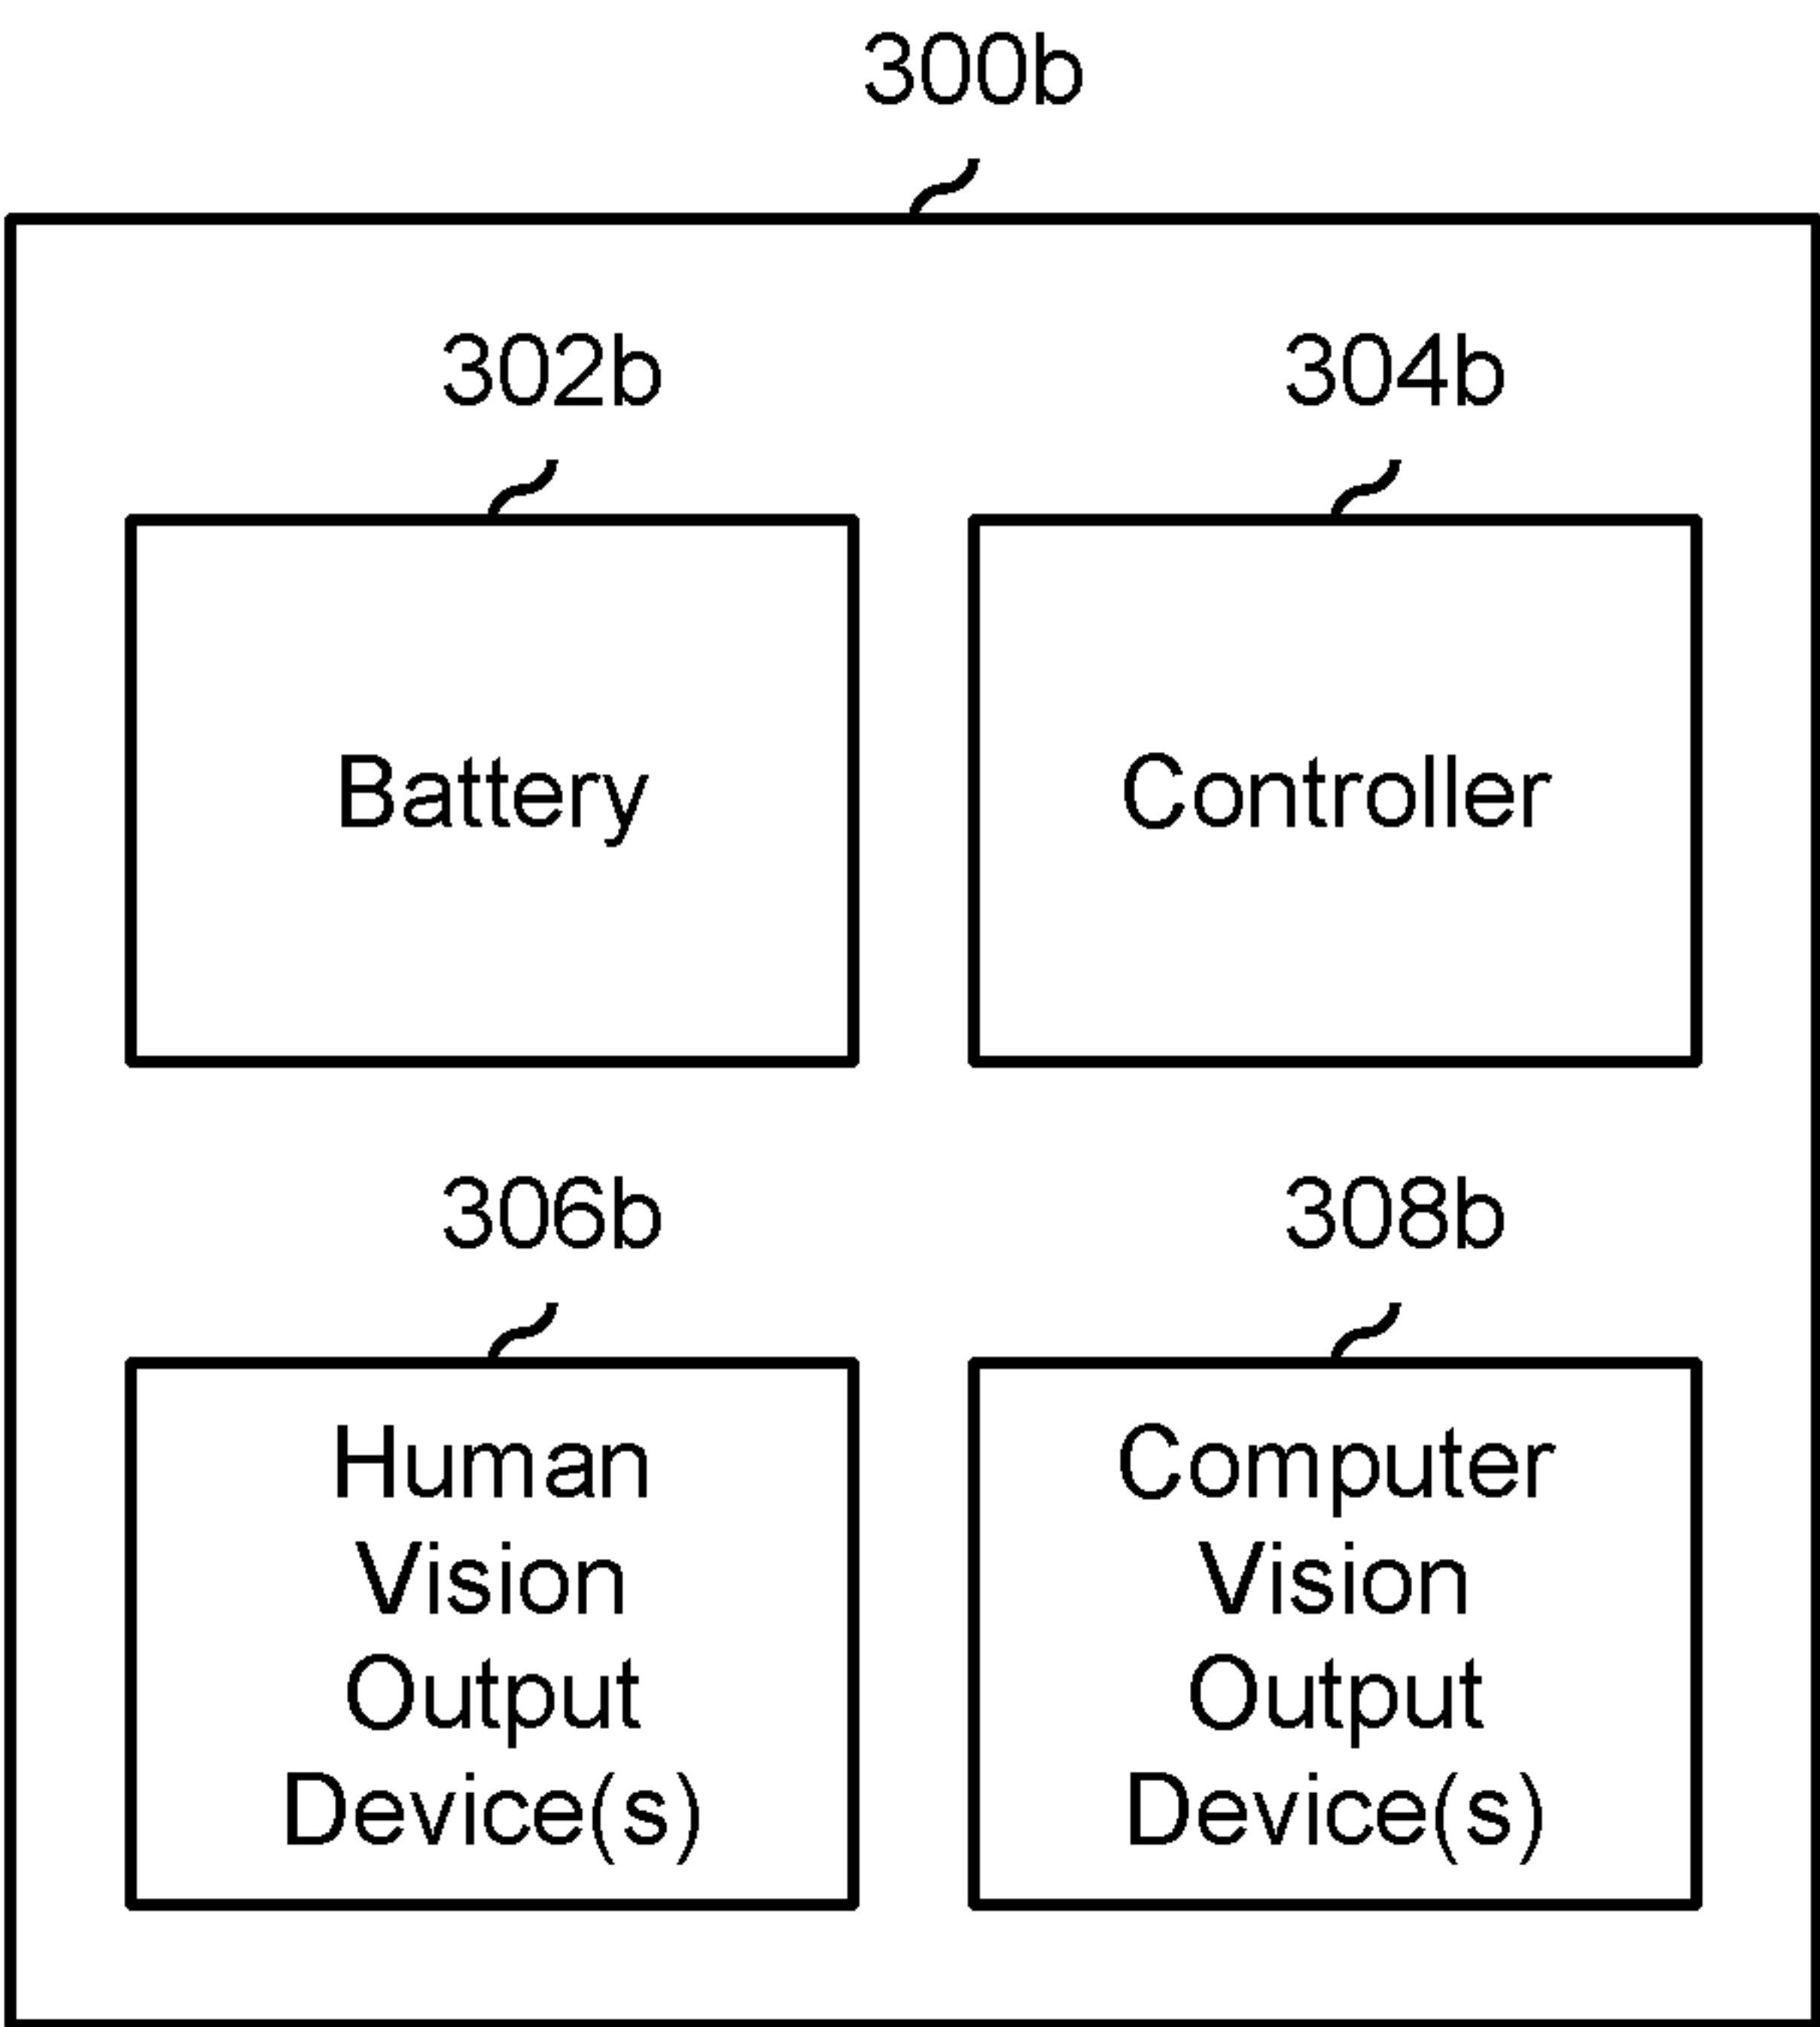 300b
302b
304b
Battery
Controller
306b
308b
Human
Vision
Output
Device(s)
Computer
Vision
Output
Device(s)